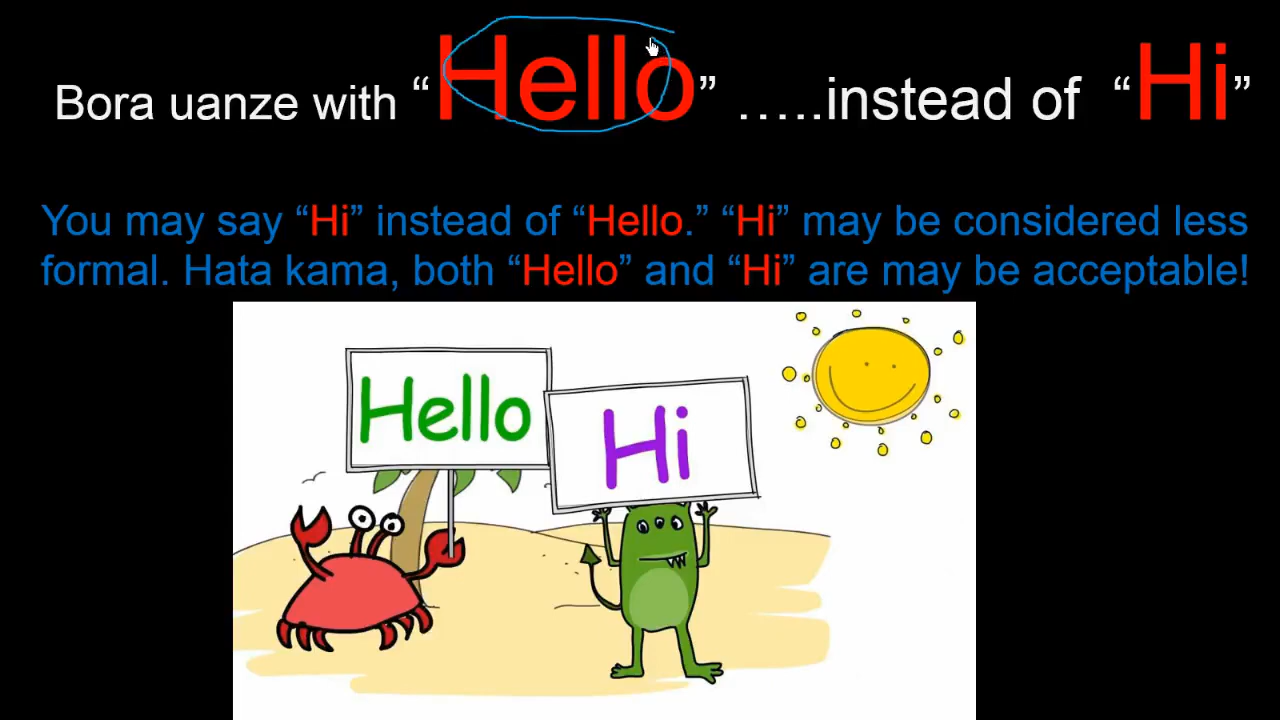 Bora uanze with “Hello” …..instead of “Hi”
You may say “Hi” instead of “Hello.” “Hi” may be considered less
formal. Hata kama, both “Hello” and “Hi” are may be acceptable!
Hello
Hi